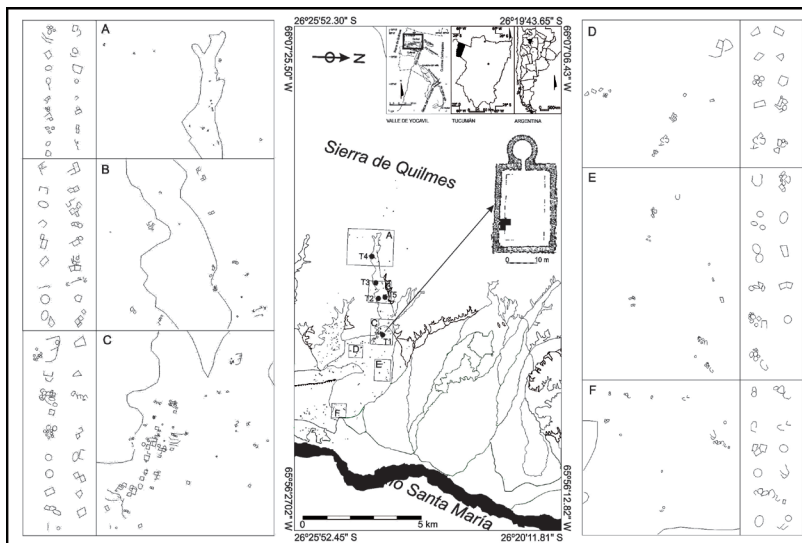 26°25'52.30" S
26°19'43.65" S
66°07'25.50" W
66°07'06.43" W
A
B
C
N
VALLE DE YOCAVIL
TUCUMÁN
ARGENTINA
Sierra de Quilmes
0 10 m
A
T4
T3
T2
T5
C
T1
D
E
F
Río Santa María
0 5 km
65°56'27.02" W
65°56'12.82" W
26°25'52.45" S
26°20'11.81" S
D
E
F